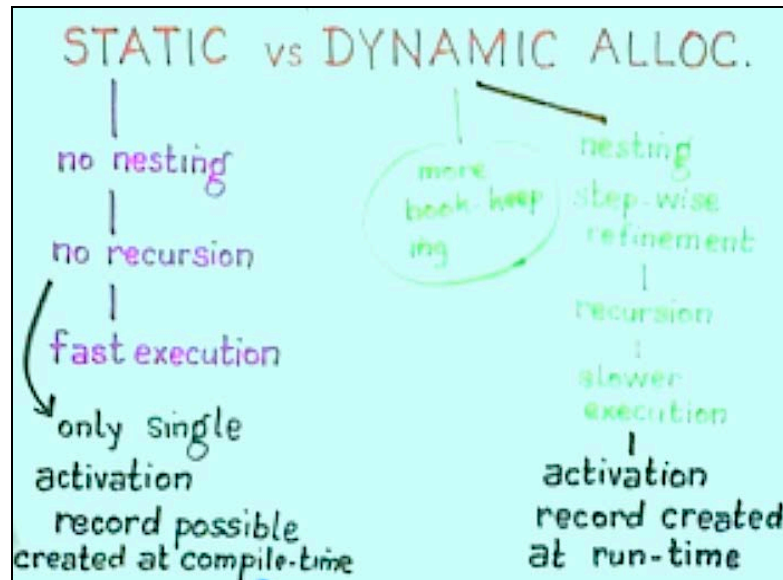 STATIC vs DYNAMIC ALLOC.
no nesting
no recursion
fast execution
only single
activation
record possible
created at compile-time
more
book-keep
ing
nesting
step-wise
refinement
recursion
slower
execution
activation
record created
at run-time